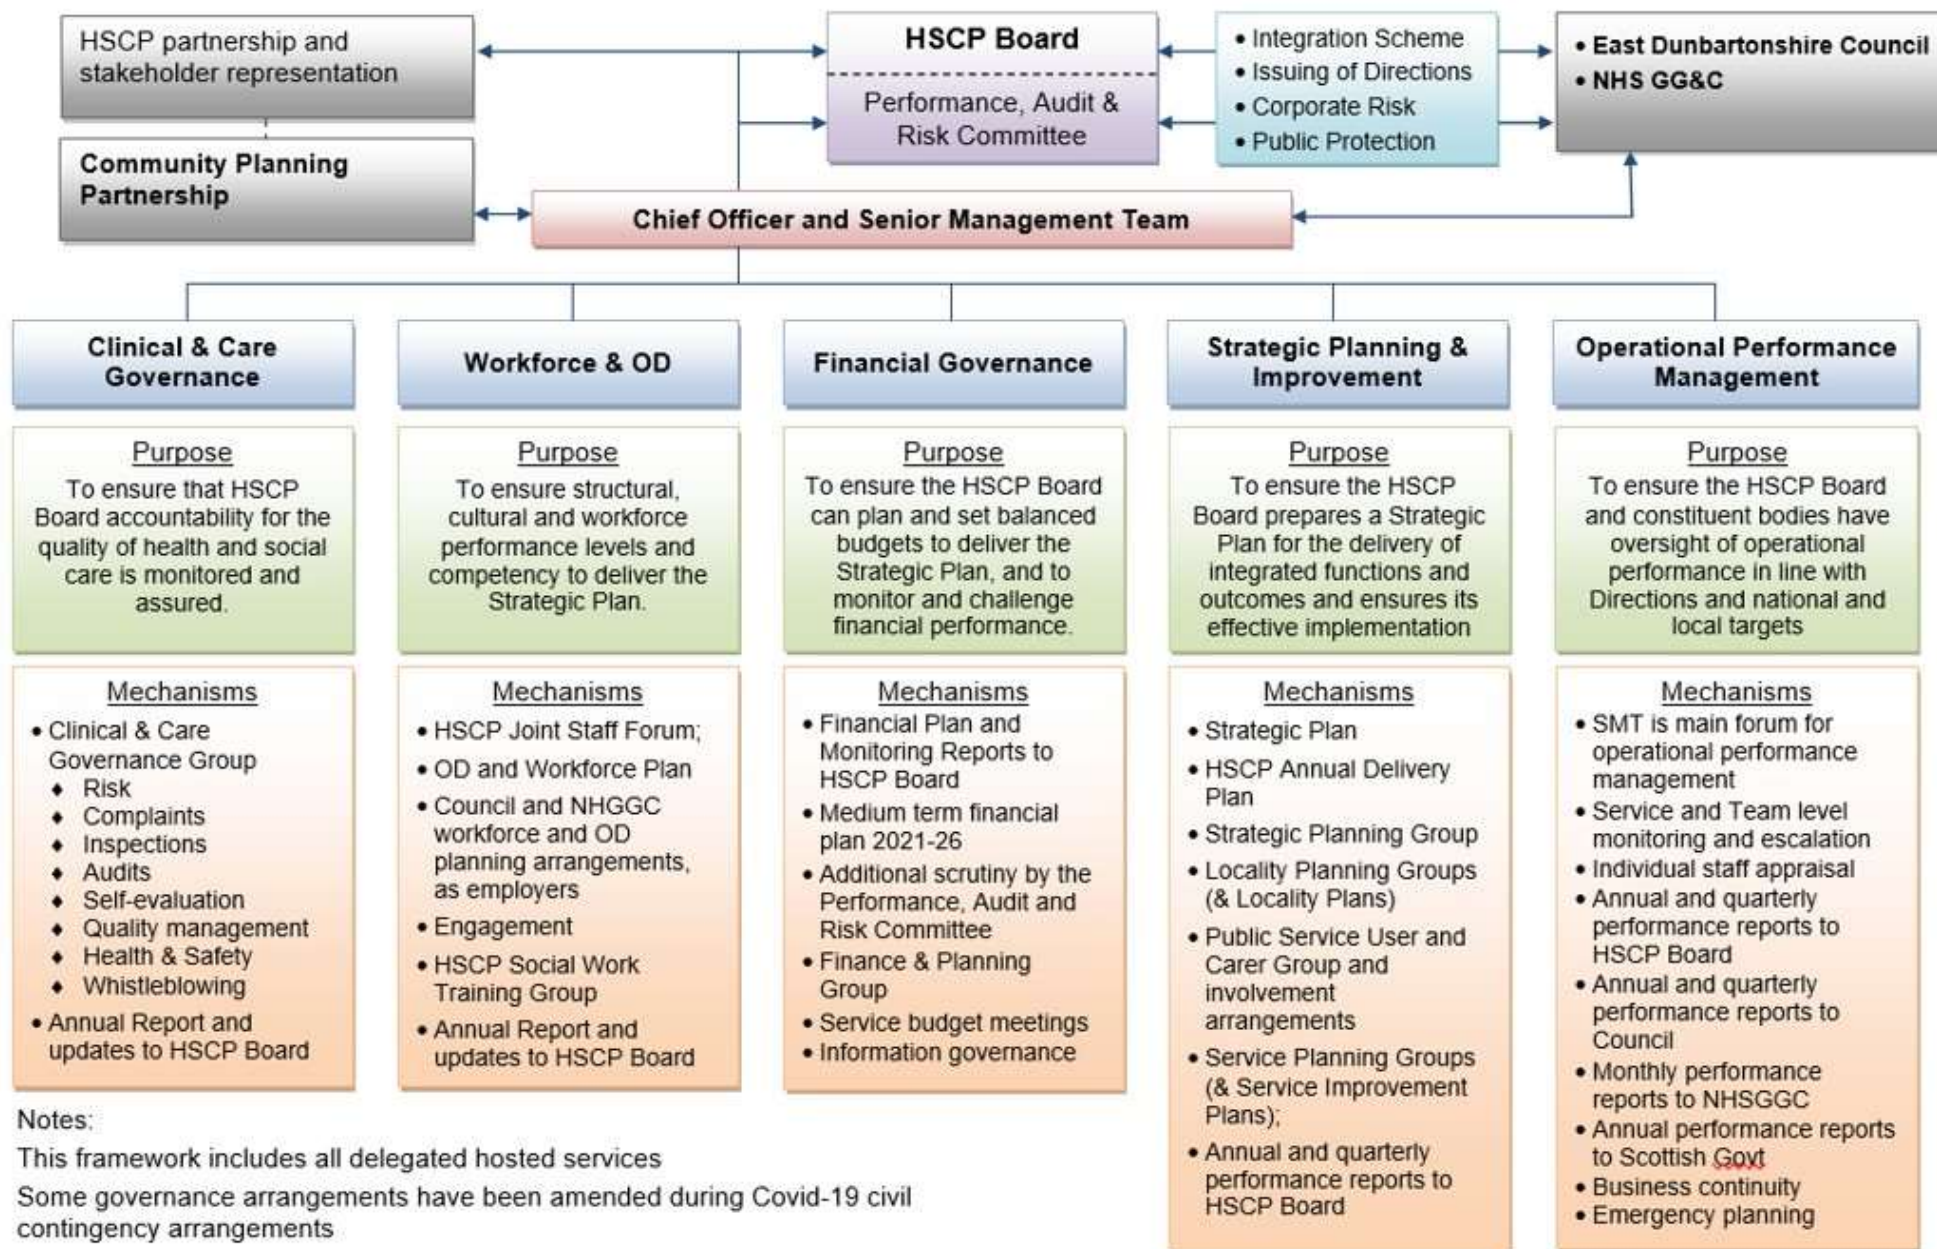 HSCP partnership and
stakeholder representation
HSCP Board
Performance, Audit &
Risk Committee
• Integration Scheme
• Issuing of Directions
• Corporate Risk
• Public Protection
• East Dunbartonshire Council
• NHS GG&C
Community Planning
Partnership
Chief Officer and Senior Management Team
Clinical & Care
Governance
Workforce & OD
Financial Governance
Strategic Planning &
Improvement
Operational Performance
Management
Purpose
To ensure that HSCP
Board accountability for the
quality of health and social
care is monitored and
assured.
Purpose
To ensure structural,
cultural and workforce
performance levels and
competency to deliver the
Strategic Plan.
Purpose
To ensure the HSCP Board
can plan and set balanced
budgets to deliver the
Strategic Plan, and to
monitor and challenge
financial performance.
Purpose
To ensure the HSCP
Board prepares a Strategic
Plan for the delivery of
integrated functions and
outcomes and ensures its
effective implementation
Purpose
To ensure the HSCP Board
and constituent bodies have
oversight of operational
performance in line with
Directions and national and
local targets
Mechanisms
• Clinical & Care
Governance Group
♦ Risk
♦ Complaints
♦ Inspections
♦ Audits
♦ Self-evaluation
♦ Quality management
♦ Health & Safety
♦ Whistleblowing
• Annual Report and
updates to HSCP Board
Mechanisms
• HSCP Joint Staff Forum;
• OD and Workforce Plan
• Council and NHGGC
workforce and OD
planning arrangements,
as employers
• Engagement
• HSCP Social Work
Training Group
• Annual Report and
updates to HSCP Board
Mechanisms
• Financial Plan and
Monitoring Reports to
HSCP Board
• Medium term financial
plan 2021-26
• Additional scrutiny by the
Performance, Audit and
Risk Committee
• Finance & Planning
Group
• Service budget meetings
• Information governance
Mechanisms
• Strategic Plan
• HSCP Annual Delivery
Plan
• Strategic Planning Group
• Locality Planning Groups
(& Locality Plans)
• Public Service User and
Carer Group and
involvement
arrangements
• Service Planning Groups
(& Service Improvement
Plans);
• Annual and quarterly
performance reports to
HSCP Board
Mechanisms
• SMT is main forum for
operational performance
management
• Service and Team level
monitoring and escalation
• Individual staff appraisal
• Annual and quarterly
performance reports to
HSCP Board
• Annual and quarterly
performance reports to
Council
• Monthly performance
reports to NHSGGC
• Annual performance reports
to Scottish Govt
• Business continuity
• Emergency planning
Notes:
This framework includes all delegated hosted services
Some governance arrangements have been amended during Covid-19 civil
contingency arrangements